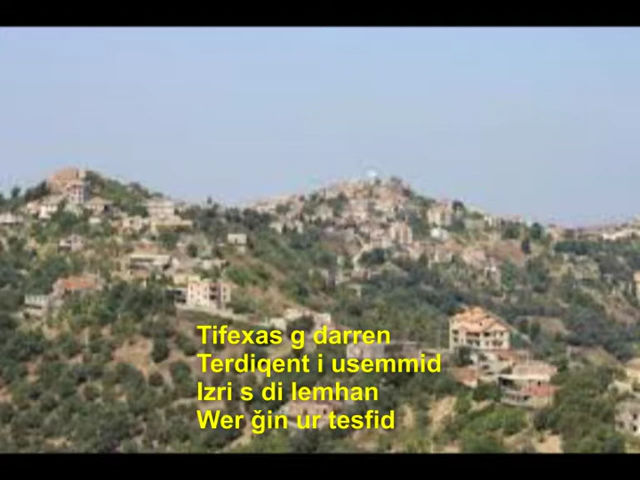 Tifexas g darren
Terdiqent i usemmid
Izri s di lemhan
Wer ğin ur tesfid